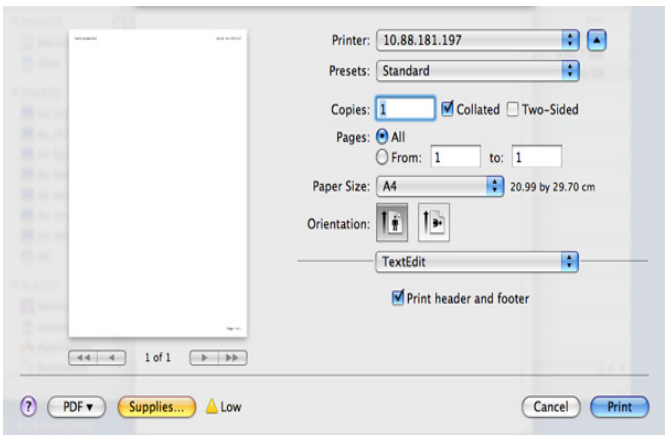 Printer: 10.88.181.197
Presets: Standard
Copies: 1 Collated Two-Sided
Pages: All
From: 1 to: 1
Paper Size: A4 20.99 by 29.70 cm
Orientation:
TextEdit
Print header and footer
1 of 1
? PDF▼ Supplies... Low Cancel Print